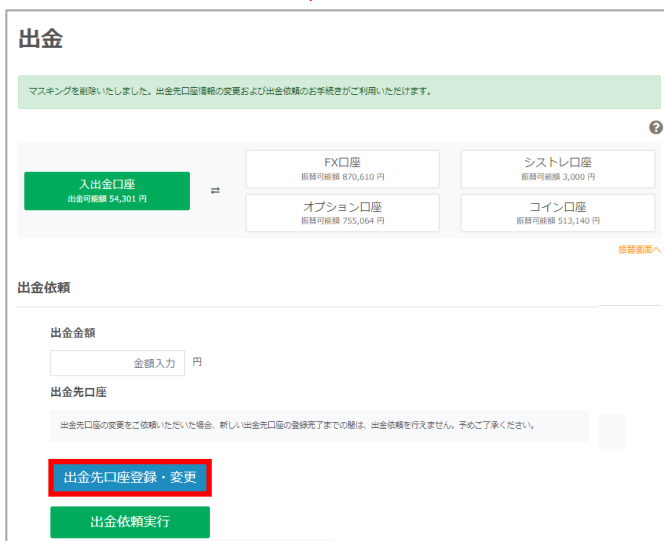 出金
マスキングを削除いたしました。出金先口座情報の変更および出金依頼のお手続きがご利用いただけます。
?
入出金口座
出金可能額 54,301 円
⇄
FX口座
振替可能額 870,610 円
シストレ口座
振替可能額 3,000 円
オプション口座
振替可能額 755,064 円
コイン口座
振替可能額 513,140 円
振替画面へ
出金依頼
出金金額
金額入力 円
出金先口座
出金先口座の変更をご依頼いただいた場合、新しい出金先口座の登録完了までの間は、出金依頼を行えません。予めご了承ください。
出金先口座登録・変更
出金依頼実行